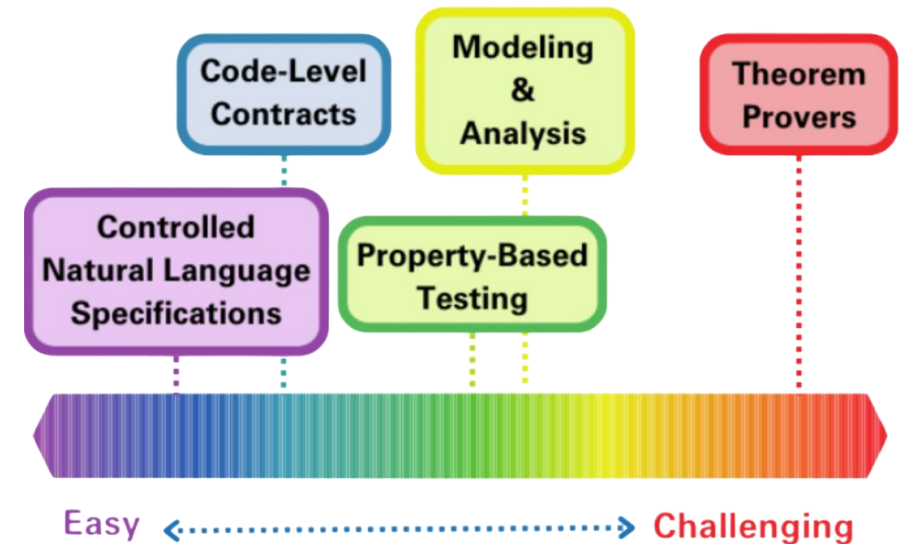 Code-Level
Contracts
Modeling
&
Analysis
Theorem
Provers
Controlled
Natural Language
Specifications
Property-Based
Testing
Easy
Challenging